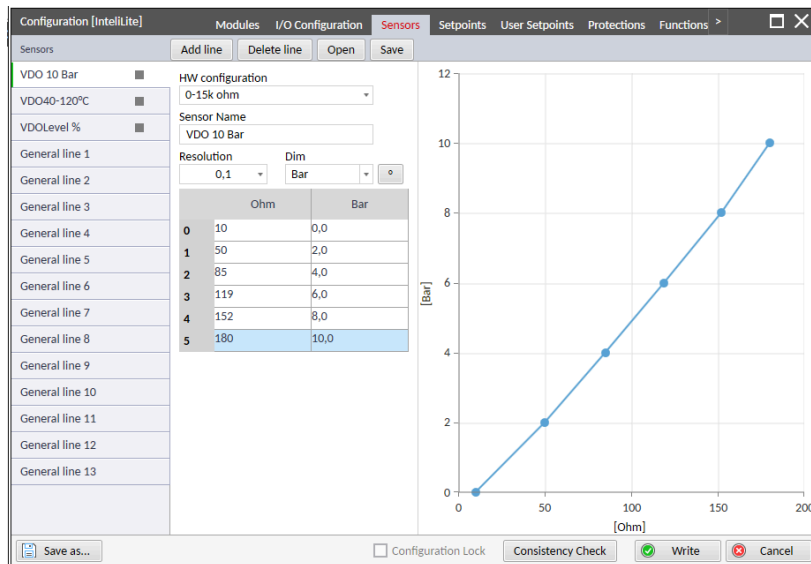 Configuration [InteliLite]
Modules I/O Configuration Sensors Setpoints User Setpoints Protections Functions >
Sensors
Add line Delete line Open Save
VDO 10 Bar
VDO40-120°C
VDOLevel %
General line 1
General line 2
General line 3
General line 4
General line 5
General line 6
General line 7
General line 8
General line 9
General line 10
General line 11
General line 12
General line 13
HW configuration
0-15k ohm
Sensor Name
VDO 10 Bar
Resolution Dim
0,1 Bar °
Ohm Bar
0 10 0,0
1 50 2,0
2 85 4,0
3 119 6,0
4 152 8,0
5 180 10,0
12
10
8
6
4
2
0
[Bar]
0 50 100 150 200
[Ohm]
Save as... Configuration Lock Consistency Check Write Cancel